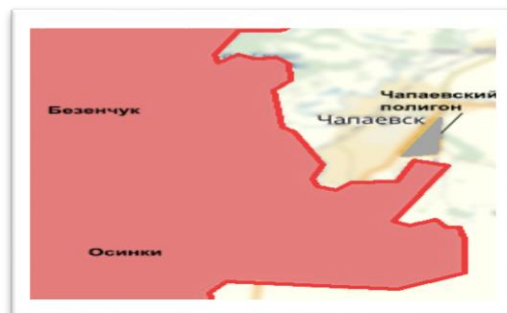 Чапаевский
полигон
Безенчук
Чапаевск
Осинки